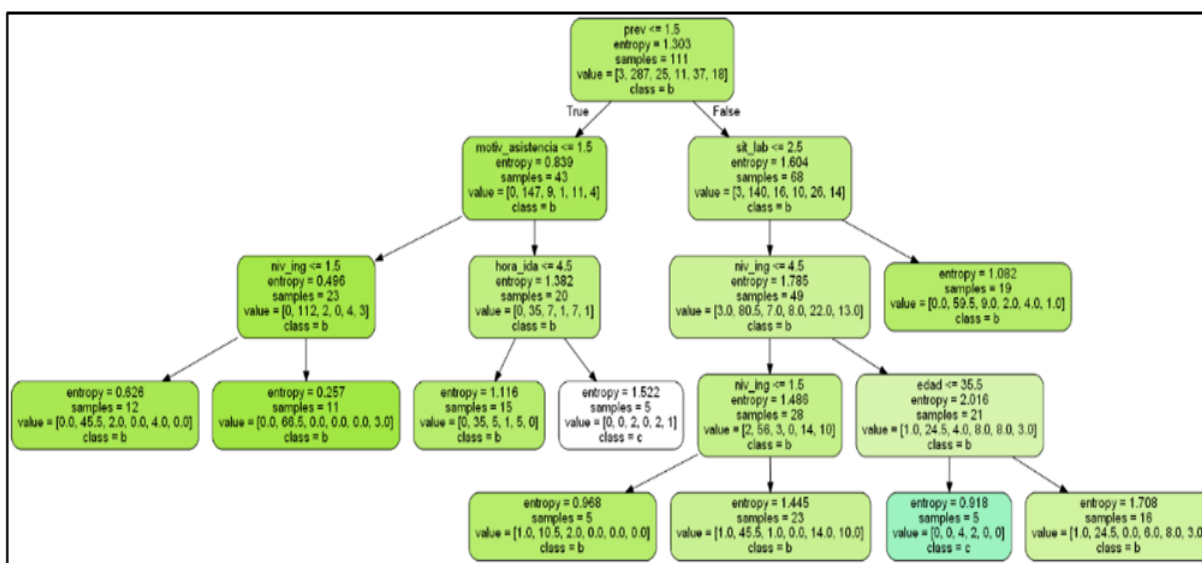 prev <= 1.5
entropy = 1.303
samples = 111
value = [3, 287, 25, 11, 37, 18]
class = b
True
False
motiv_asistencia <= 1.5
entropy = 0.839
samples = 43
value = [0, 147, 9, 1, 11, 4]
class = b
sit_lab <= 2.5
entropy = 1.604
samples = 68
value = [3, 140, 16, 10, 26, 14]
class = b
niv_ing <= 1.5
entropy = 0.496
samples = 23
value = [0, 112, 2, 0, 4, 3]
class = b
hora_ida <= 4.5
entropy = 1.382
samples = 20
value = [0, 35, 7, 1, 7, 1]
class = b
niv_ing <= 4.5
entropy = 1.785
samples = 49
value = [3.0, 80.5, 7.0, 8.0, 22.0, 13.0]
class = b
entropy = 1.082
samples = 19
value = [0.0, 59.5, 9.0, 2.0, 4.0, 1.0]
class = b
entropy = 0.626
samples = 12
value = [0.0, 45.5, 2.0, 0.0, 4.0, 0.0]
class = b
entropy = 0.257
samples = 11
value = [0.0, 66.5, 0.0, 0.0, 0.0, 3.0]
class = b
entropy = 1.116
samples = 15
value = [0, 35, 5, 1, 5, 0]
class = b
entropy = 1.522
samples = 5
value = [0, 0, 2, 0, 2, 1]
class = c
niv_ing <= 1.5
entropy = 1.486
samples = 28
value = [2, 56, 3, 0, 14, 10]
class = b
edad <= 35.5
entropy = 2.016
samples = 21
value = [1.0, 24.5, 4.0, 8.0, 8.0, 3.0]
class = b
entropy = 0.968
samples = 5
value = [1.0, 10.5, 2.0, 0.0, 0.0, 0.0]
class = b
entropy = 1.445
samples = 23
value = [1.0, 45.5, 1.0, 0.0, 14.0, 10.0]
class = b
entropy = 0.918
samples = 5
value = [0, 0, 4, 2, 0, 0]
class = c
entropy = 1.708
samples = 16
value = [1.0, 24.5, 0.0, 6.0, 8.0, 3.0]
class = b